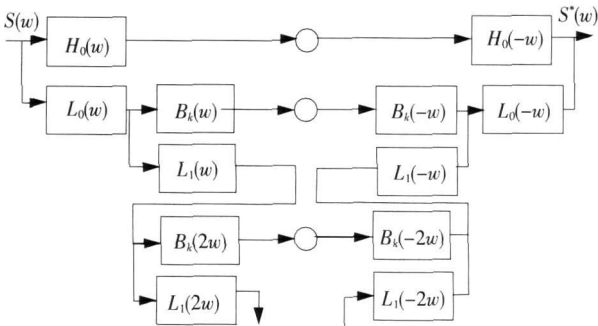 S(w)
S*(w)
H₀(w)
H₀(−w)
L₀(w)
Bₖ(w)
Bₖ(−w)
L₀(−w)
L₁(w)
L₁(−w)
Bₖ(2w)
Bₖ(−2w)
L₁(2w)
L₁(−2w)